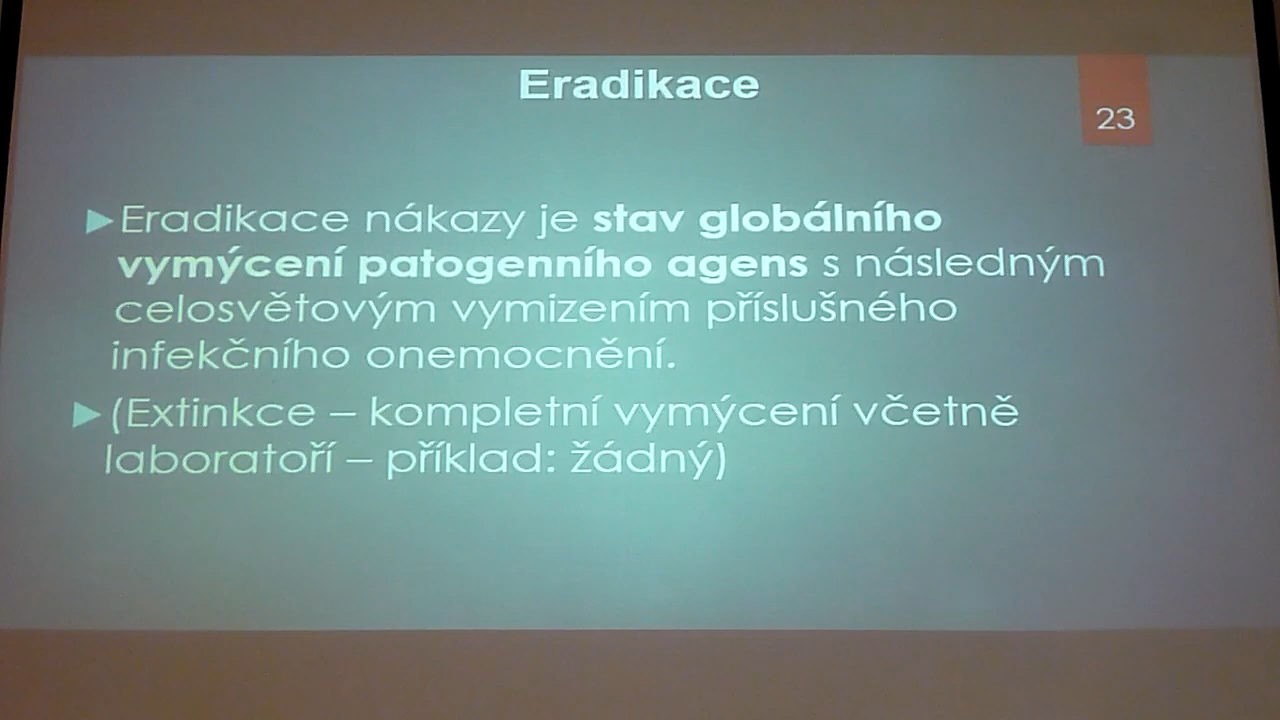 Eradikace
23
►Eradikace nákazy je stav globálního
vymýcení patogenního agens s následným
celosvětovým vymizením příslušného
infekčního onemocnění.
►(Extinkce – kompletní vymýcení včetně
laboratoří – příklad: žádný)